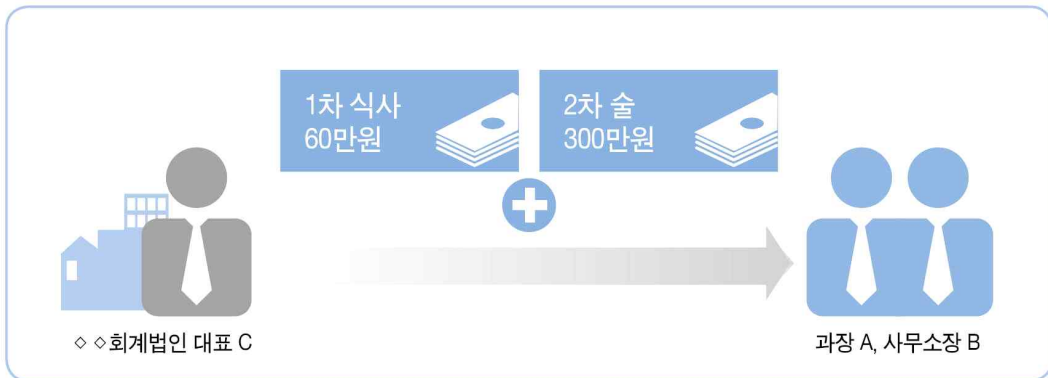 1차 식사
60만원
2차 술
300만원
◇ ◇회계법인 대표 C
과장 A, 사무소장 B